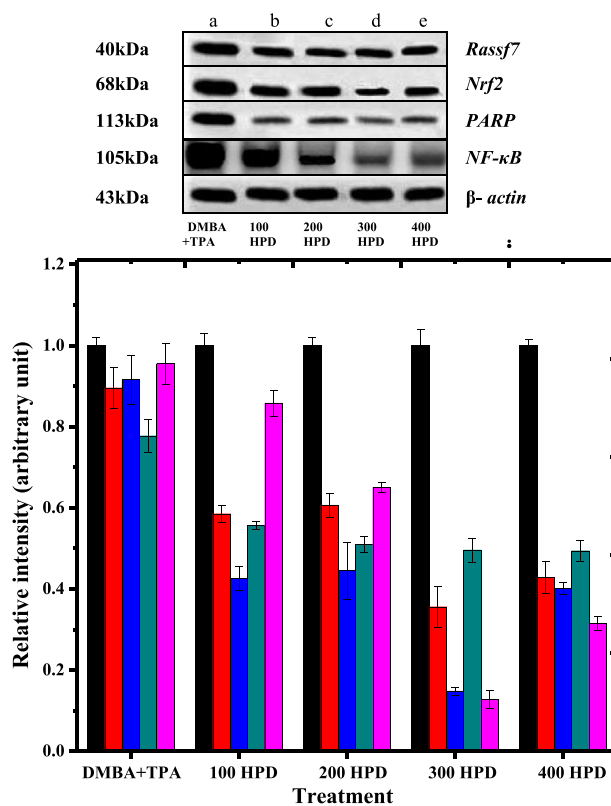 a b c d e
40kDa Rassf7
68kDa Nrf2
113kDa PARP
105kDa NF-κB
43kDa β- actin
DMBA 100 200 300 400
+TPA HPD HPD HPD HPD
:
1.2
1.0
0.8
0.6
0.4
0.2
0.0
Relative intensity (arbitrary unit)
DMBA+TPA 100 HPD 200 HPD 300 HPD 400 HPD
Treatment